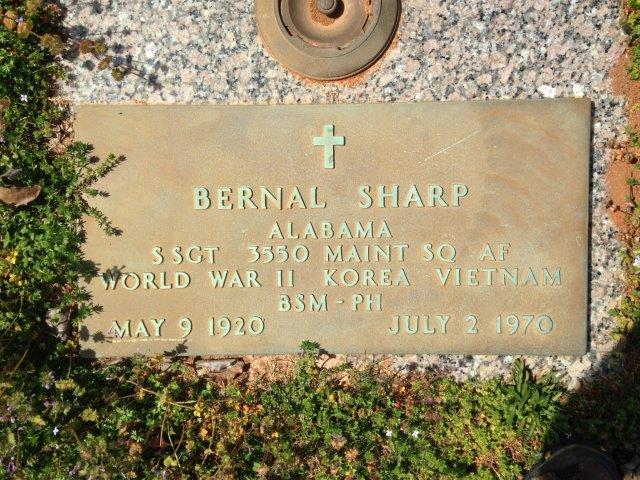 BERNAL SHARP
ALABAMA
S SGT 3550 MAINT SQ AF
WORLD WAR II KOREA VIETNAM
BSM - PH
MAY 9 1920 JULY 2 1970